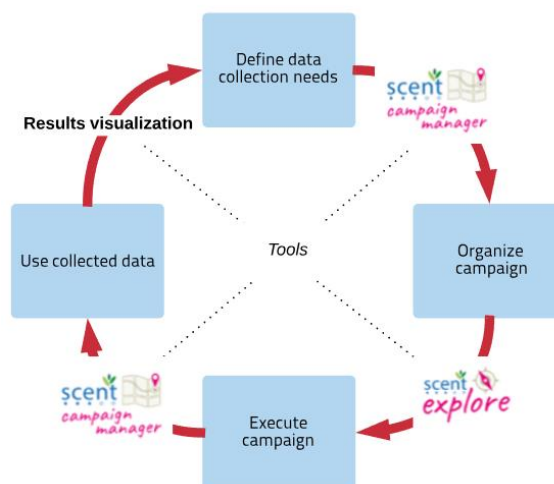 Define data
collection needs
scent
campaign
manager
Results visualization
Use collected data
Tools
Organize
campaign
scent
campaign
manager
scent
explore
Execute
campaign